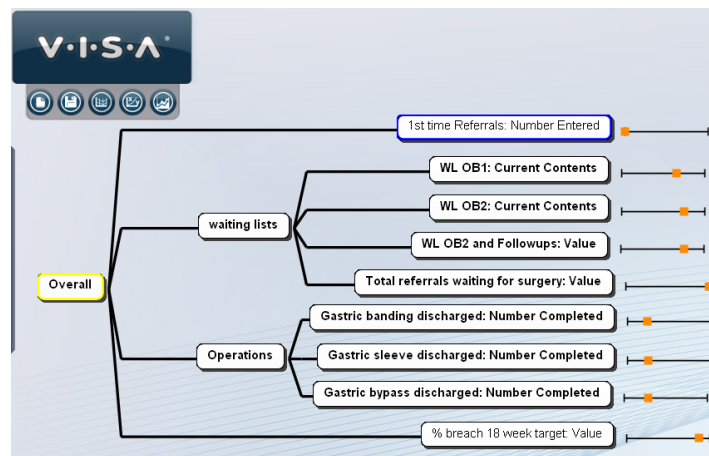 V·I·S·A
1st time Referrals: Number Entered
WL OB1: Current Contents
WL OB2: Current Contents
waiting lists
WL OB2 and Followups: Value
Overall
Total referrals waiting for surgery: Value
Gastric banding discharged: Number Completed
Operations
Gastric sleeve discharged: Number Completed
Gastric bypass discharged: Number Completed
% breach 18 week target: Value